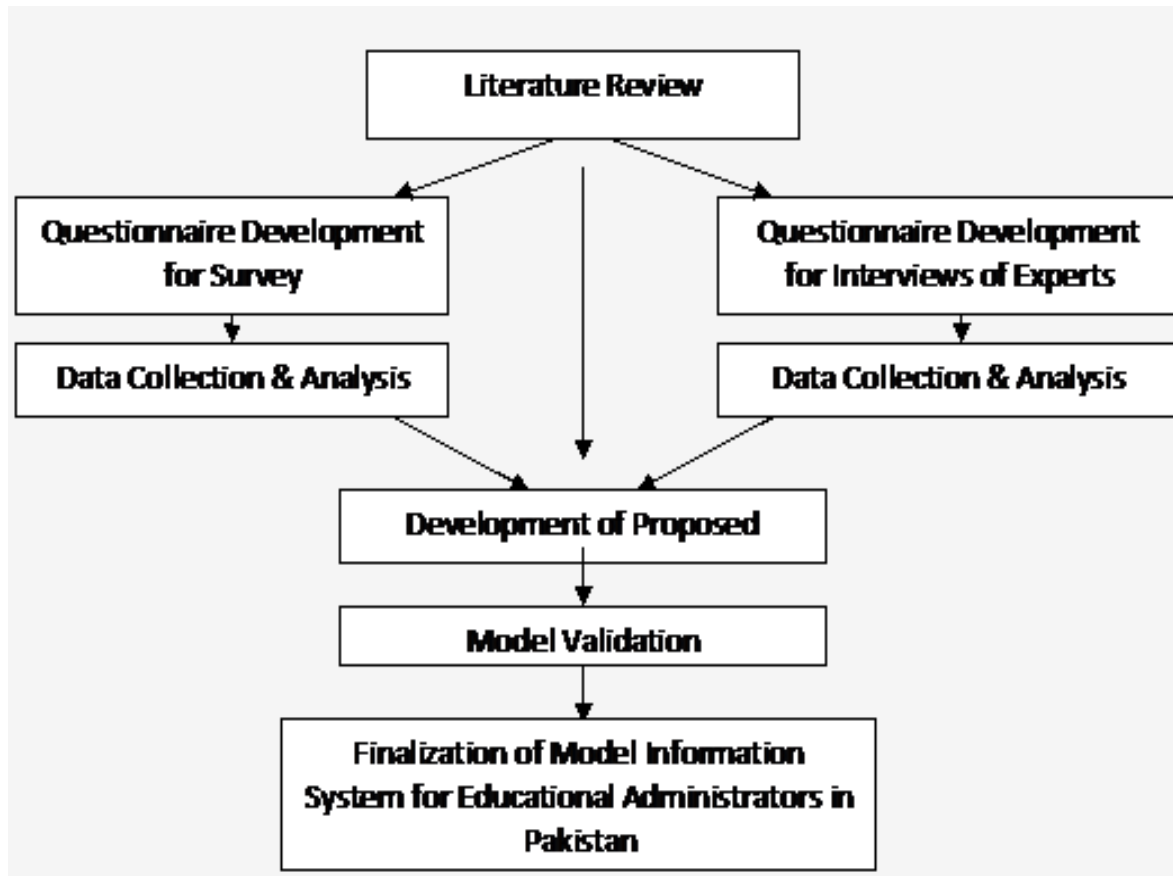 Literature Review
Questionnaire Development
for Survey
Questionnaire Development
for Interviews of Experts
Data Collection & Analysis
Data Collection & Analysis
Development of Proposed
Model Validation
Finalization of Model Information
System for Educational Administrators in
Pakistan